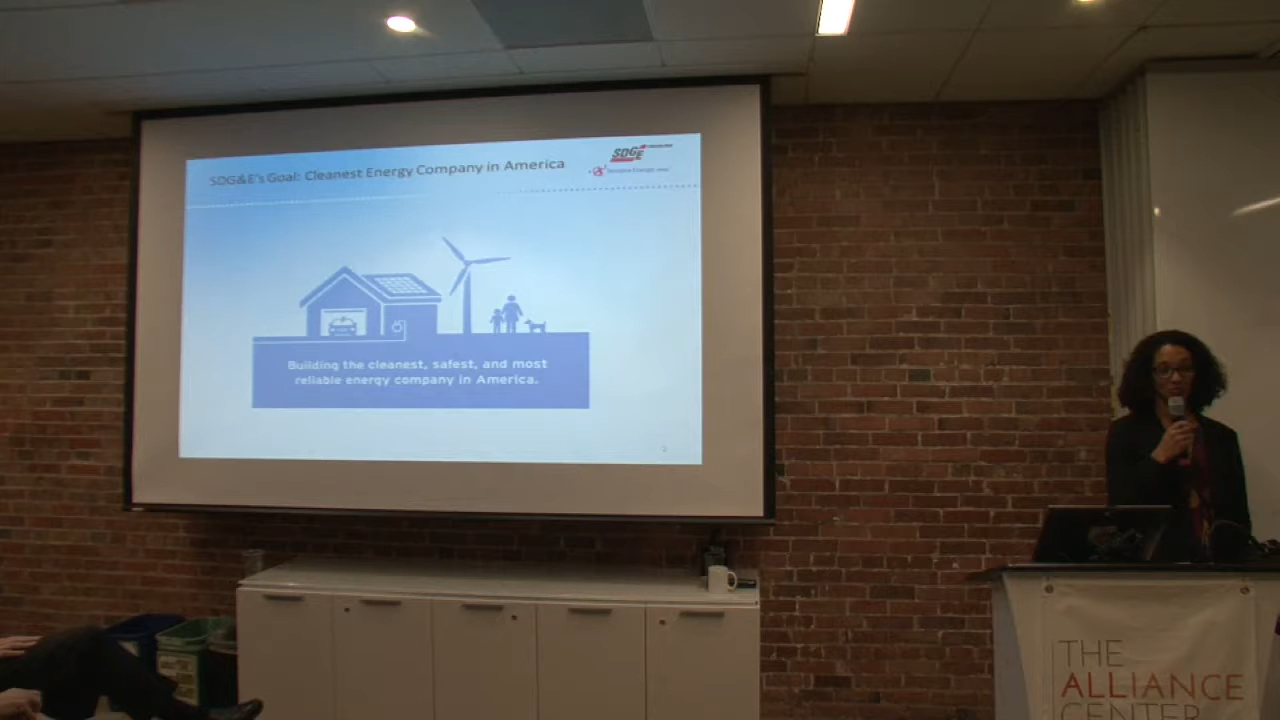 SDG&E's Goal: Cleanest Energy Company in America
SDGE
Building the cleanest, safest, and most
reliable energy company in America.
THE
ALLIANCE
CENTER